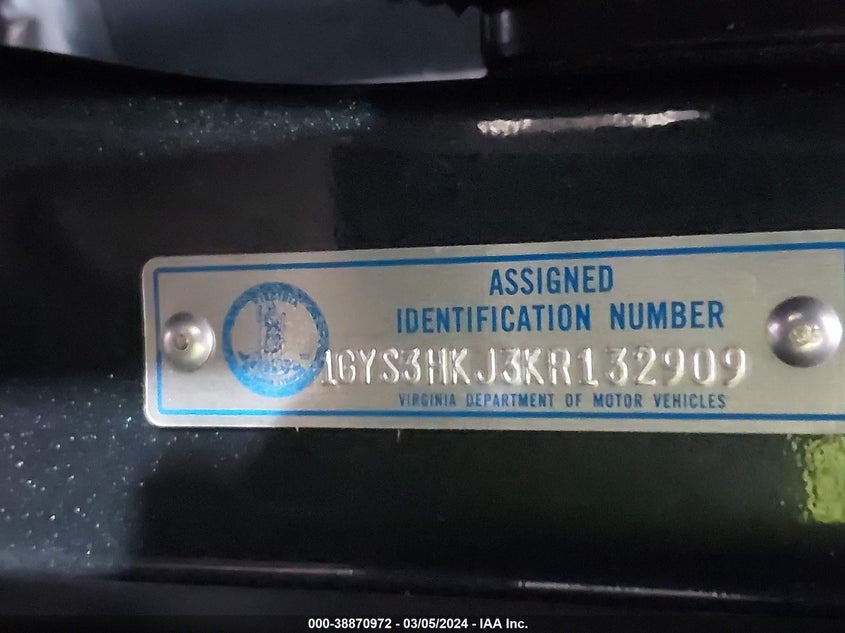 ASSIGNED
IDENTIFICATION NUMBER
1GYS3HKJ3KR132909
VIRGINIA DEPARTMENT OF MOTOR VEHICLES
000-38870972 - 03/05/2024 - IAA Inc.